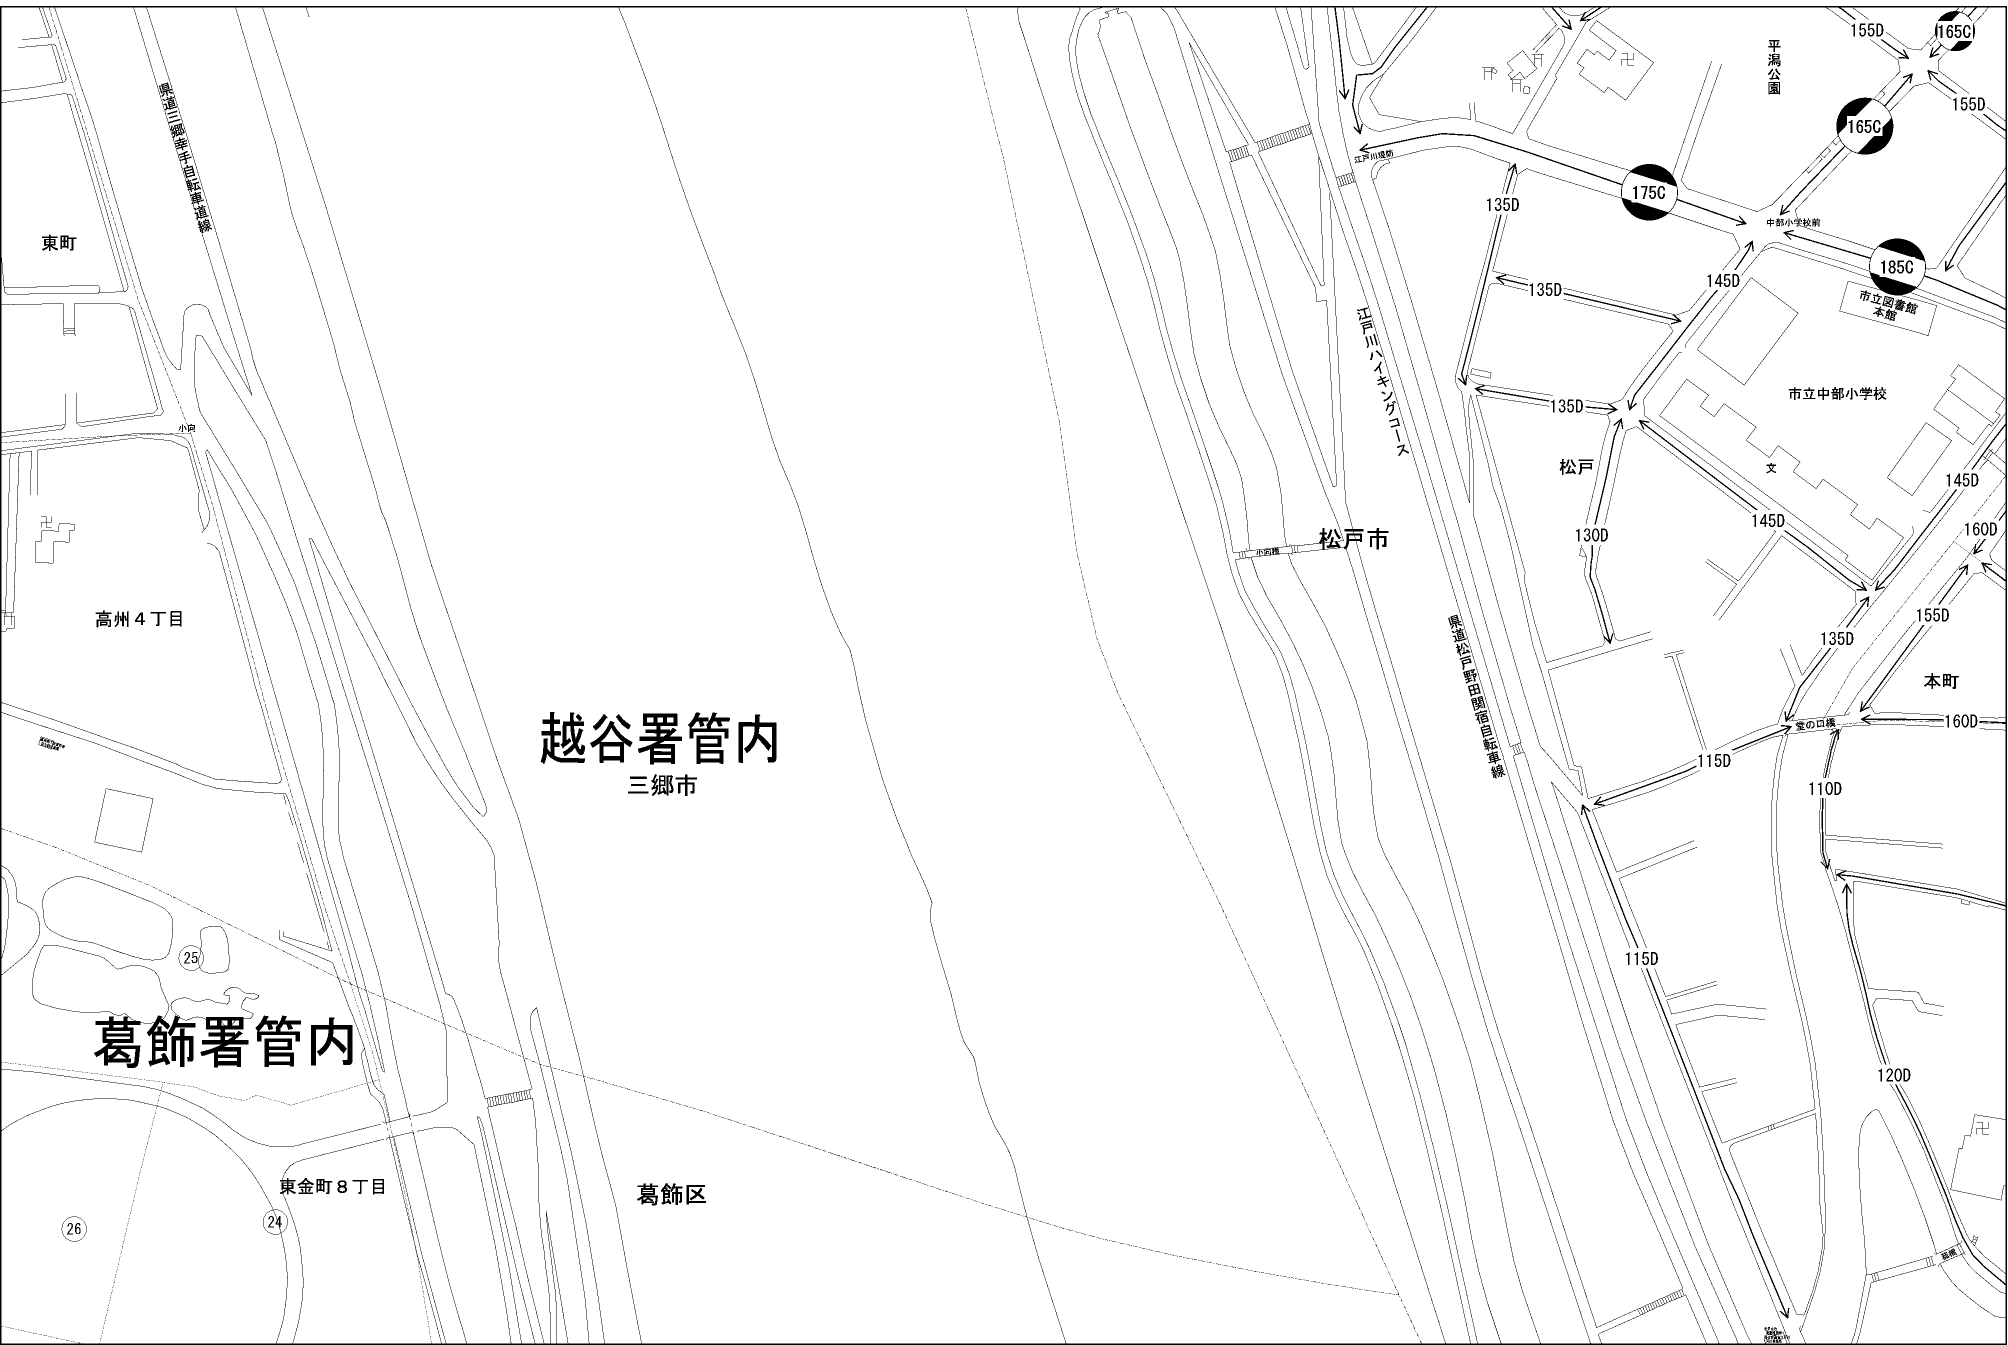 155D
165C
平潟公園
卍
県道三郷幸手自転車道線
155D
165C
江戸川堤防
175C
135D
中部小学校前
東町
185C
145D
135D
市立図書館
本館
江戸川ハイキングコース
市立中部小学校
135D
小向
松戸
文
145D
145D
卍
130D
160D
松戸市
小向橋
高州4丁目
155D
135D
県道松戸野田関宿自転車線
本町
越谷署管内
160D
堂の口橋
三郷市
115D
110D
25
115D
葛飾署管内
120D
卍
東金町8丁目
葛飾区
24
26